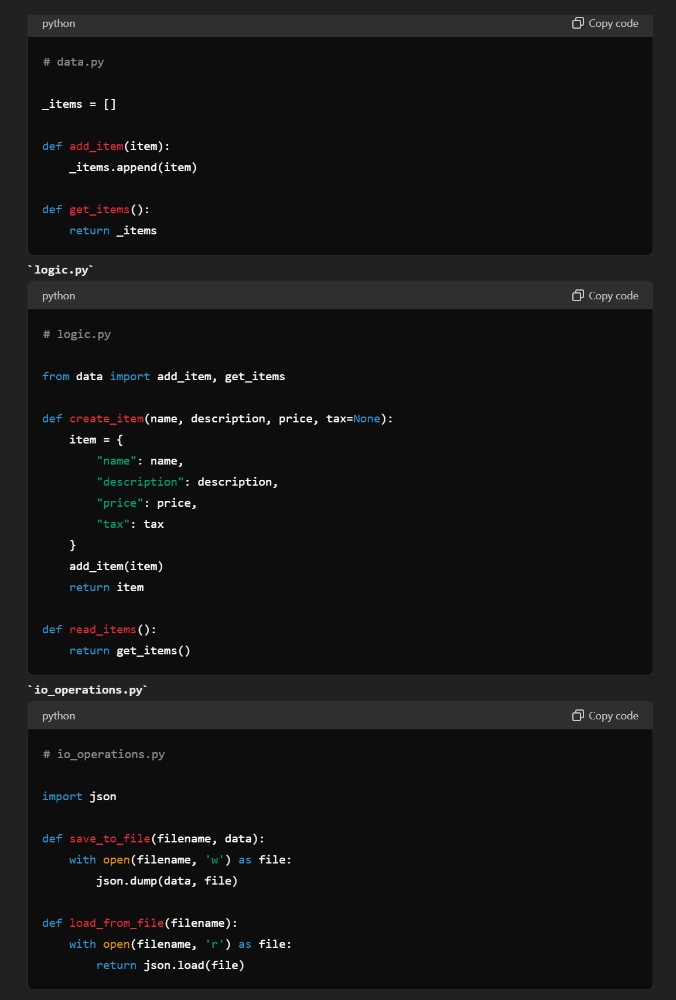 python Copy code
# data.py
_items = []
def add_item(item):
    _items.append(item)
def get_items():
    return _items
`logic.py`
python Copy code
# logic.py
from data import add_item, get_items
def create_item(name, description, price, tax=None):
    item = {
        "name": name,
        "description": description,
        "price": price,
        "tax": tax
    }
    add_item(item)
    return item
def read_items():
    return get_items()
`io_operations.py`
python Copy code
# io_operations.py
import json
def save_to_file(filename, data):
    with open(filename, 'w') as file:
        json.dump(data, file)
def load_from_file(filename):
    with open(filename, 'r') as file:
        return json.load(file)